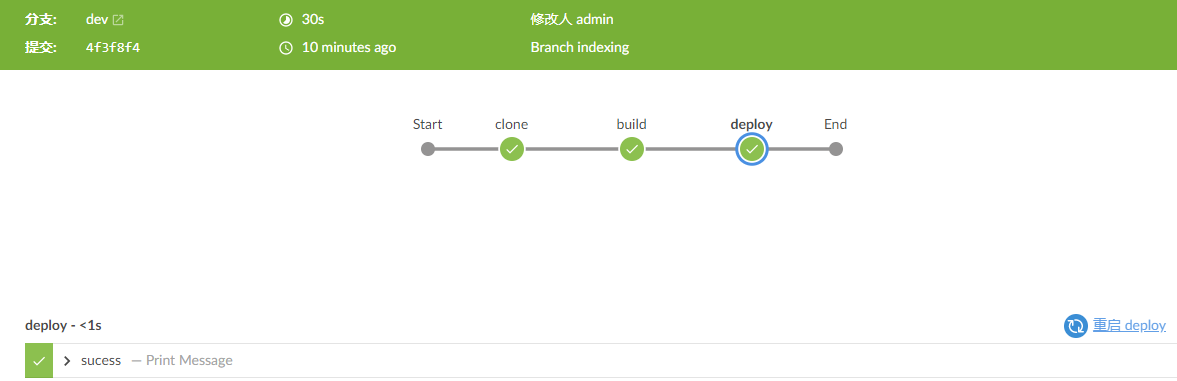 分支: dev 30s 修改人 admin
提交: 4f3f8f4 10 minutes ago Branch indexing
Start clone build deploy End
deploy - <1s 重启 deploy
sucess — Print Message